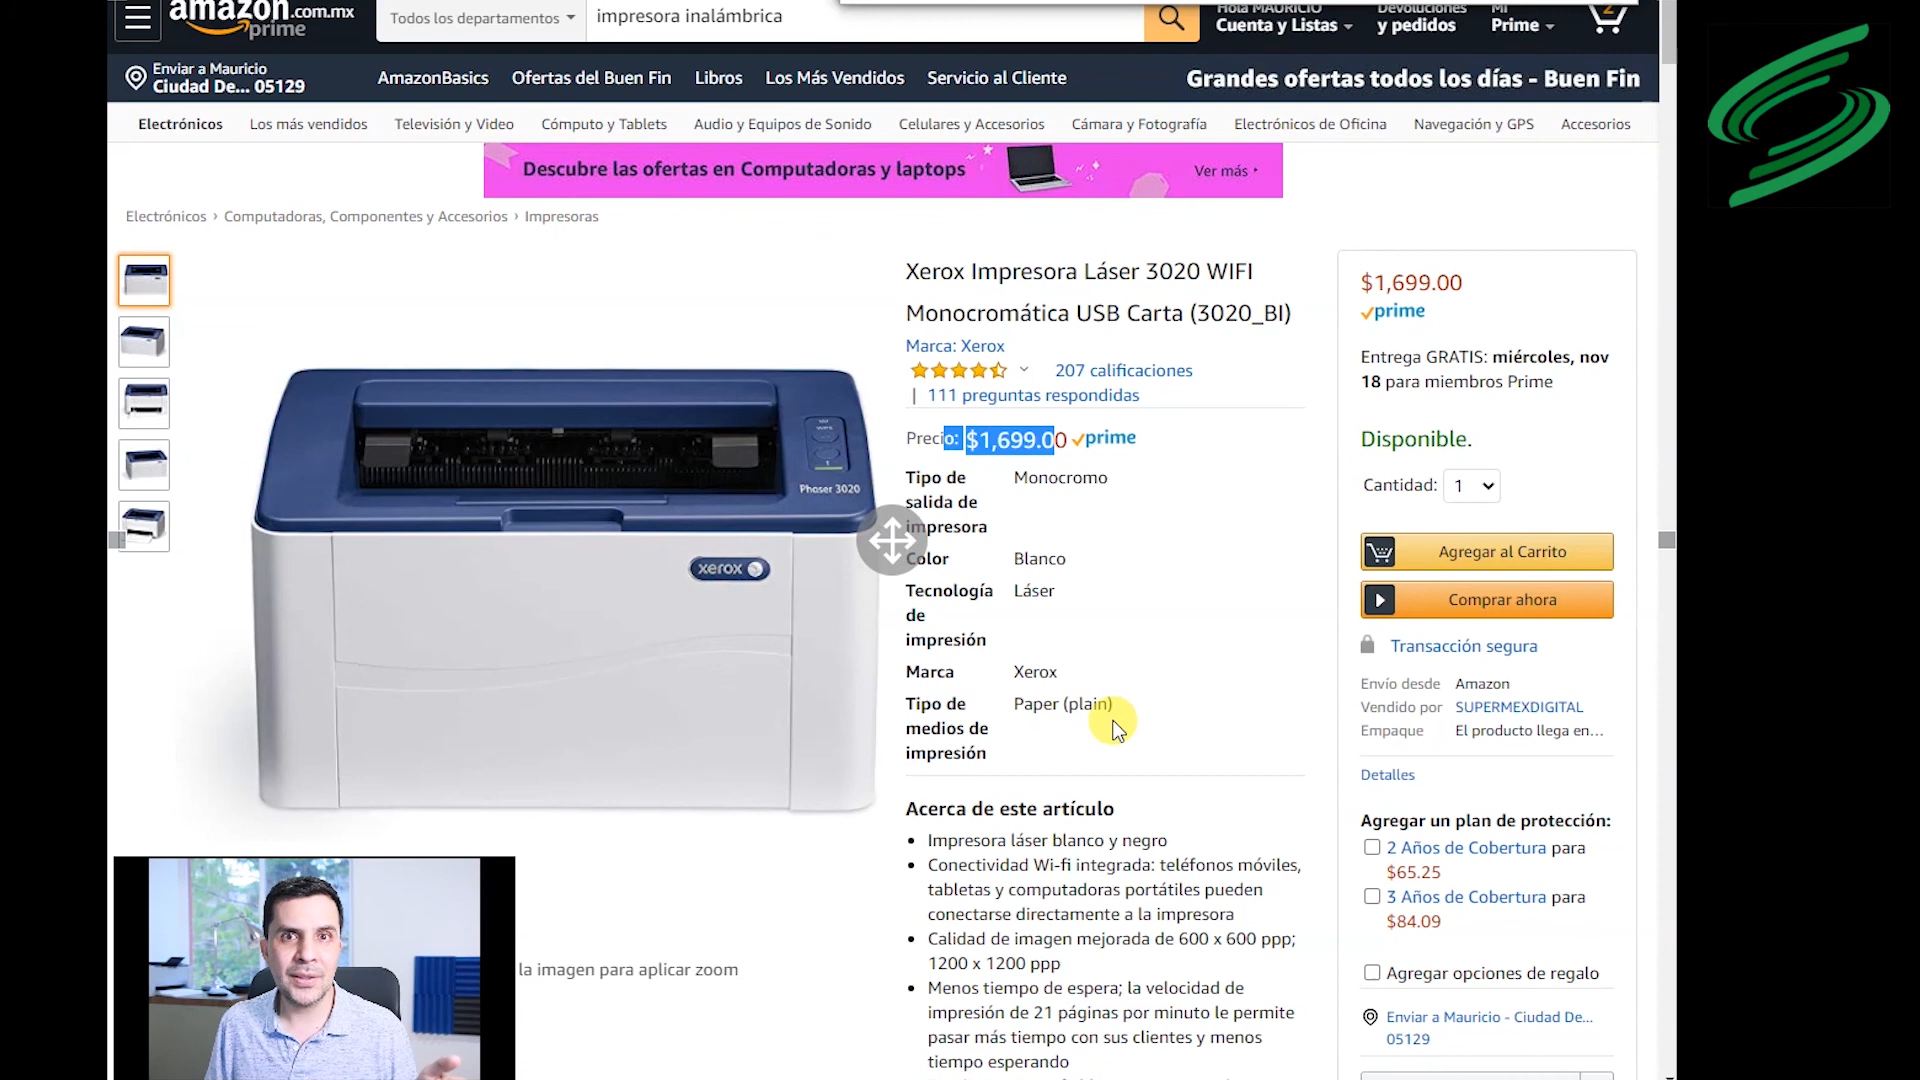 amazon.com.mx
prime
Todos los departamentos
impresora inalámbrica
Hola MAURICIO
Cuenta y Listas
Devoluciones
y pedidos
Mi
Prime
2
Enviar a Mauricio
Ciudad De... 05129
AmazonBasics
Ofertas del Buen Fin
Libros
Los Más Vendidos
Servicio al Cliente
Grandes ofertas todos los días - Buen Fin
Electrónicos
Los más vendidos
Televisión y Video
Cómputo y Tablets
Audio y Equipos de Sonido
Celulares y Accesorios
Cámara y Fotografía
Electrónicos de Oficina
Navegación y GPS
Accesorios
Descubre las ofertas en Computadoras y laptops
Ver más
Electrónicos › Computadoras, Componentes y Accesorios › Impresoras
Phaser 3020
xerox
la imagen para aplicar zoom
Xerox Impresora Láser 3020 WIFI
Monocromática USB Carta (3020_BI)
Marca: Xerox
207 calificaciones
| 111 preguntas respondidas
Precio: $1,699.00 prime
Tipo de salida de impresora
Monocromo
Color
Blanco
Tecnología de impresión
Láser
Marca
Xerox
Tipo de medios de impresión
Paper (plain)
Acerca de este artículo
• Impresora láser blanco y negro
• Conectividad Wi-fi integrada: teléfonos móviles,
tabletas y computadoras portátiles pueden
conectarse directamente a la impresora
• Calidad de imagen mejorada de 600 x 600 ppp;
1200 x 1200 ppp
• Menos tiempo de espera; la velocidad de
impresión de 21 páginas por minuto le permite
pasar más tiempo con sus clientes y menos
tiempo esperando
$1,699.00
prime
Entrega GRATIS: miércoles, nov
18 para miembros Prime
Disponible.
Cantidad: 1
Agregar al Carrito
Comprar ahora
Transacción segura
Envío desde Amazon
Vendido por SUPERMEXDIGITAL
Empaque El producto llega en...
Detalles
Agregar un plan de protección:
2 Años de Cobertura para
$65.25
3 Años de Cobertura para
$84.09
Agregar opciones de regalo
Enviar a Mauricio - Ciudad De...
05129